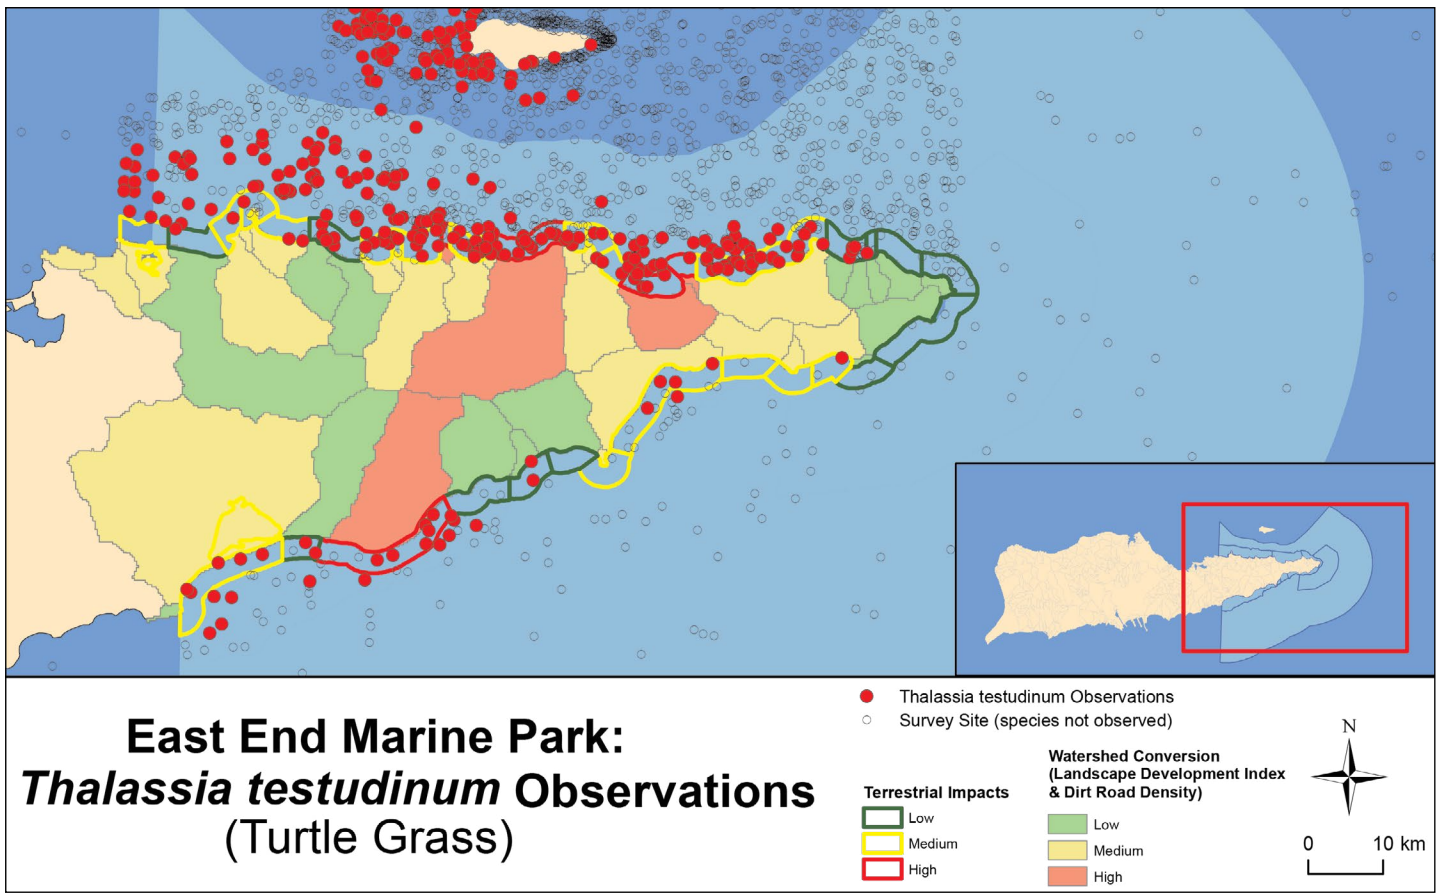 East End Marine Park:
Thalassia testudinum Observations
(Turtle Grass)
Thalassia testudinum Observations
Survey Site (species not observed)
Terrestrial Impacts
Low
Medium
High
Watershed Conversion
(Landscape Development Index
& Dirt Road Density)
Low
Medium
High
N
0 10 km